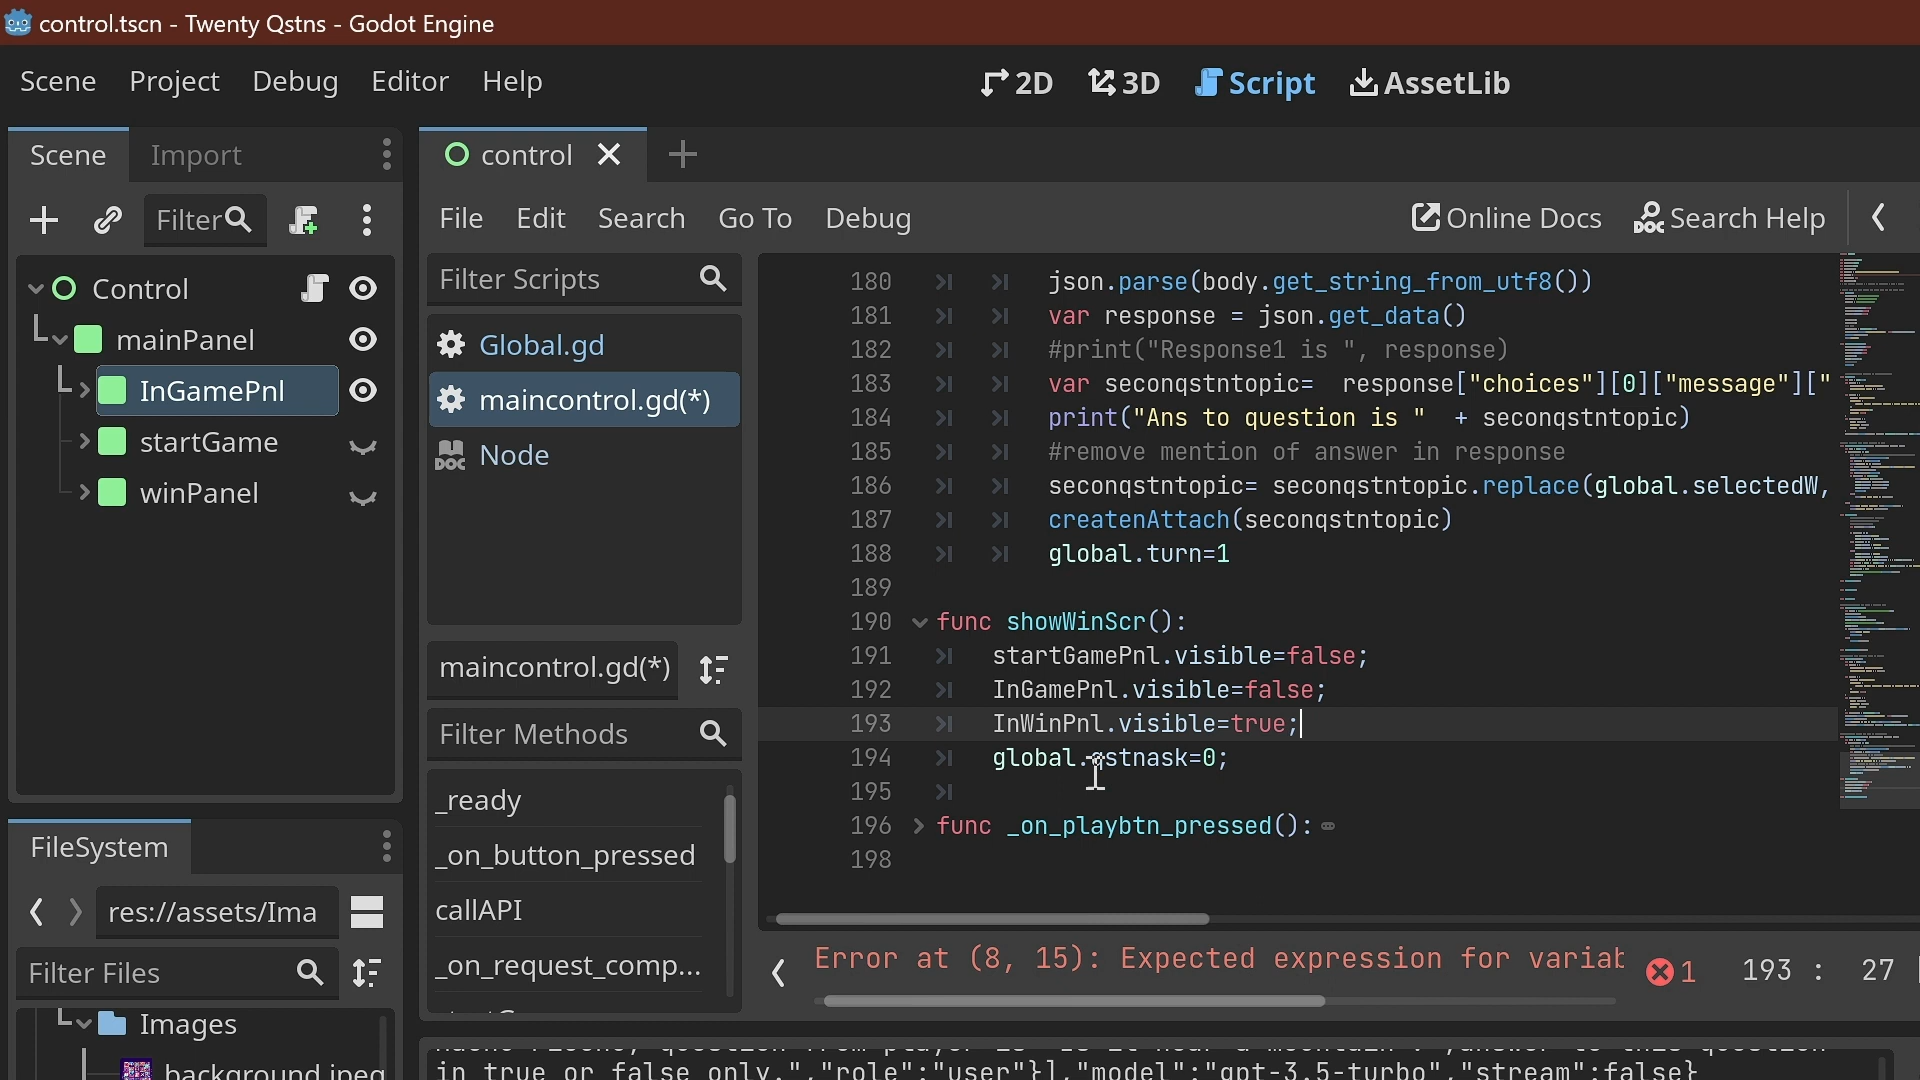 control.tscn - Twenty Qstns - Godot Engine
Scene Project Debug Editor Help
2D 3D Script AssetLib
Scene Import
control
Filter
File Edit Search Go To Debug
Online Docs Search Help
Control
mainPanel
InGamePnl
startGame
winPanel
Filter Scripts
Global.gd
maincontrol.gd(*)
Node
maincontrol.gd(*)
Filter Methods
_ready
_on_button_pressed
callAPI
_on_request_comp...
180 json.parse(body.get_string_from_utf8())
181 var response = json.get_data()
182 #print("Response1 is ", response)
183 var seconqstntopic=  response["choices"][0]["message"]["
184 print("Ans to question is "  + seconqstntopic)
185 #remove mention of answer in response
186 seconqstntopic= seconqstntopic.replace(global.selectedW,
187 createnAttach(seconqstntopic)
188 global.turn=1
189
190 func showWinScr():
191 startGamePnl.visible=false;
192 InGamePnl.visible=false;
193 InWinPnl.visible=true;
194 global.qstnask=0;
195
196 func _on_playbtn_pressed():
198
Error at (8, 15): Expected expression for variab
1 193 : 27
FileSystem
res://assets/Ima
Filter Files
Images
background.jpeg
in true or false only.","role":"user"}],"model":"gpt-3.5-turbo","stream":false}